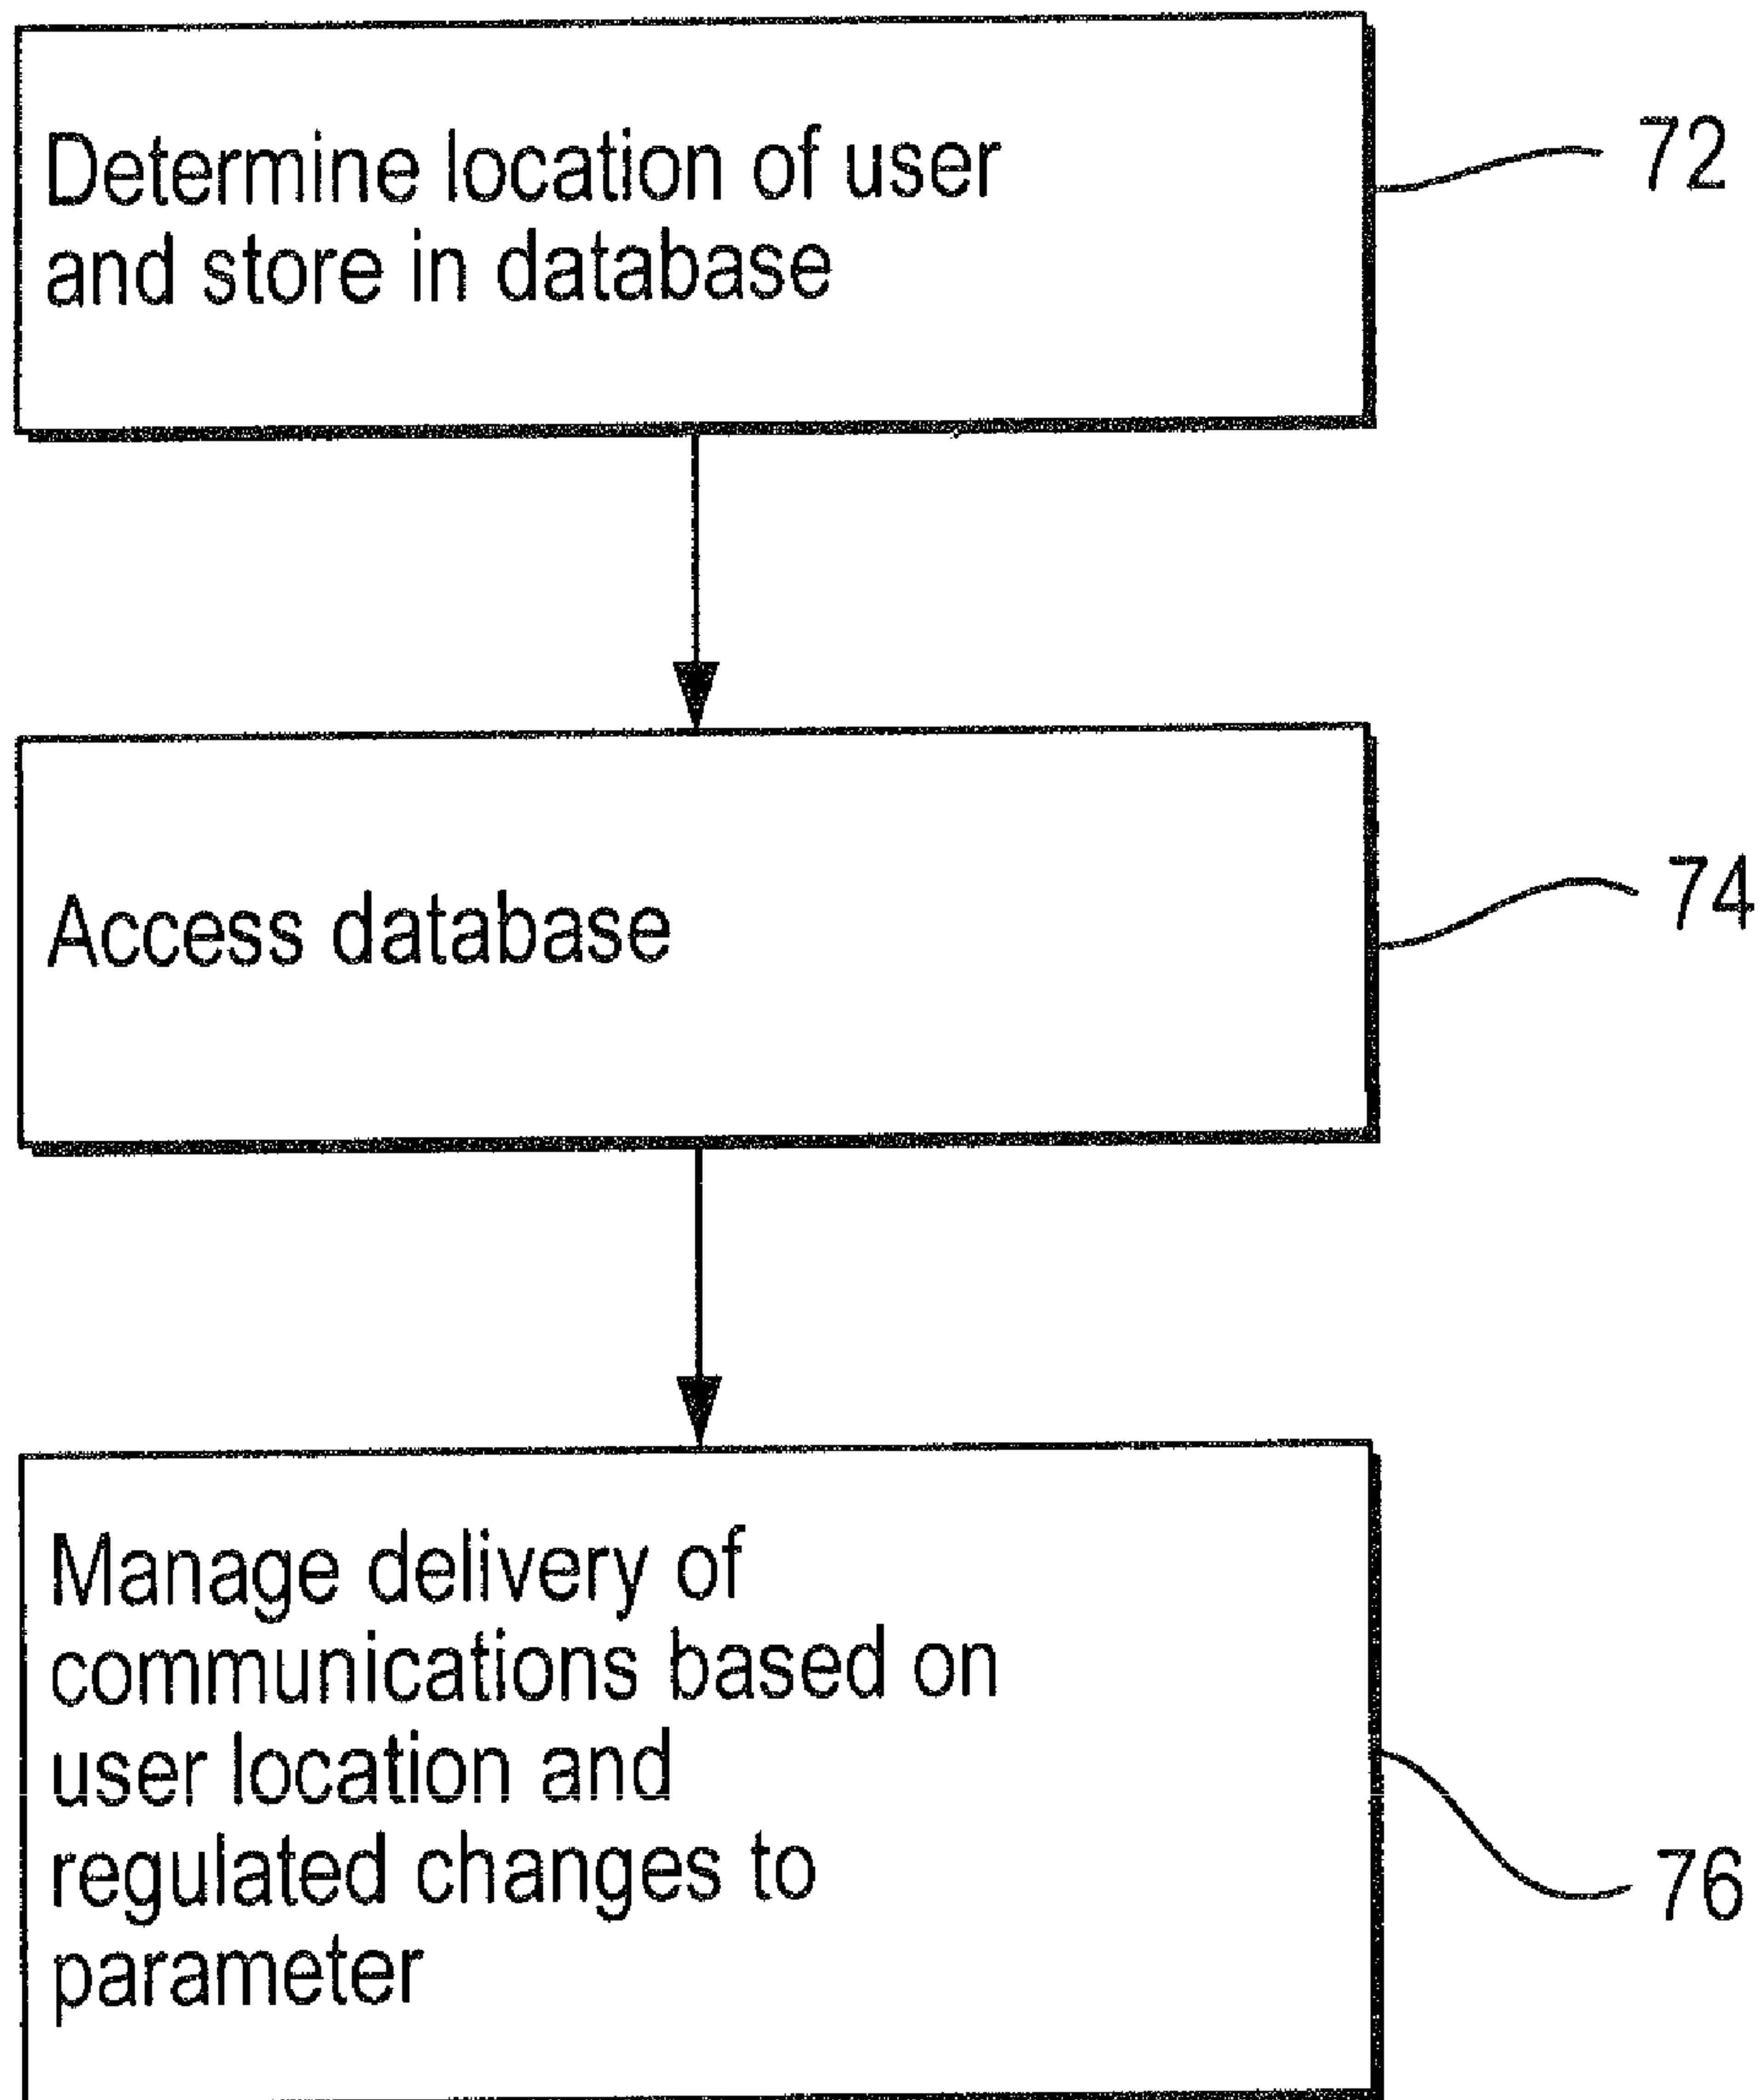 Determine location of user
and store in database
72
Access database
74
Manage delivery of
communications based on
user location and
regulated changes to
parameter
76